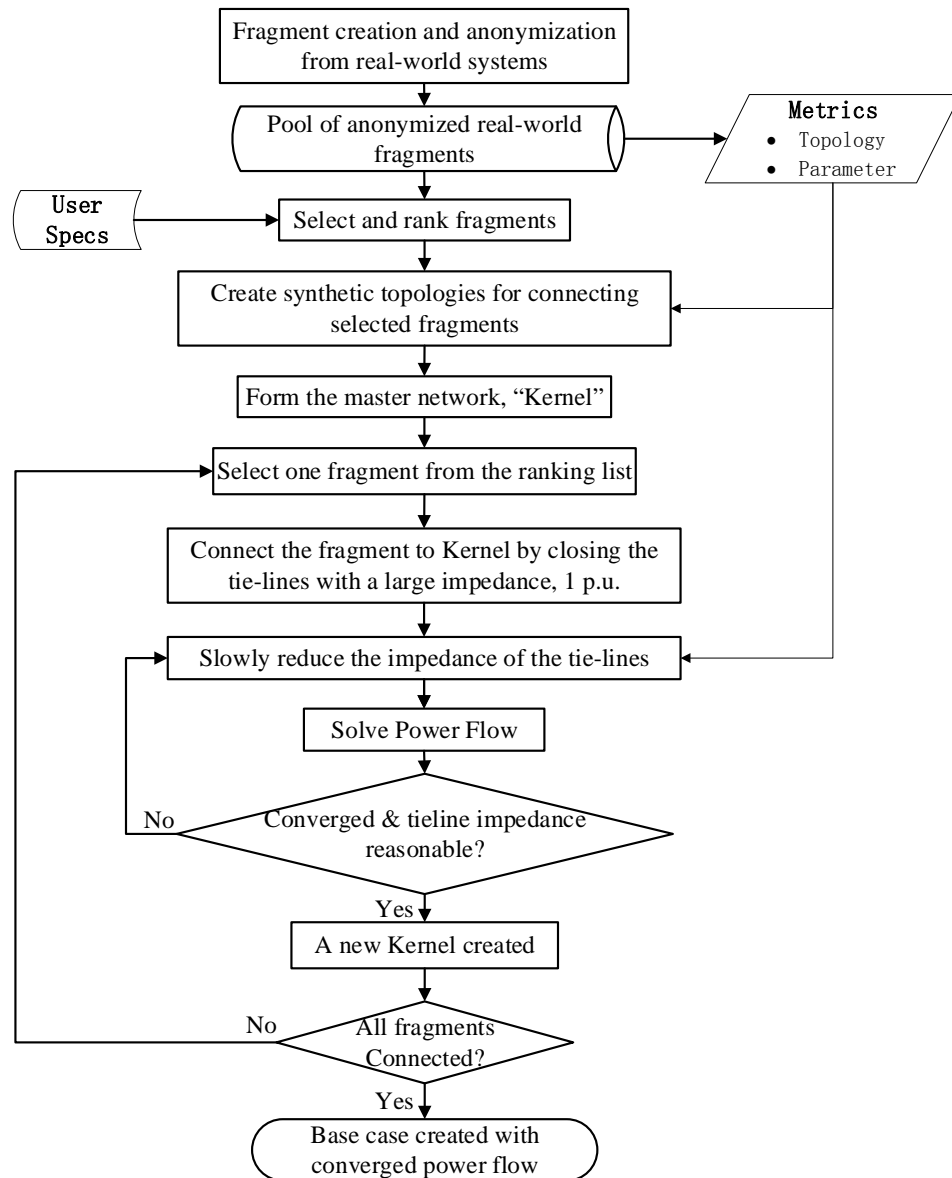 Fragment creation and anonymization
from real-world systems
Pool of anonymized real-world
fragments
Metrics
● Topology
● Parameter
User
Specs
Select and rank fragments
Create synthetic topologies for connecting
selected fragments
Form the master network, “Kernel”
Select one fragment from the ranking list
Connect the fragment to Kernel by closing the
tie-lines with a large impedance, 1 p.u.
Slowly reduce the impedance of the tie-lines
Solve Power Flow
No
Converged & tieline impedance
reasonable?
Yes
A new Kernel created
No
All fragments
Connected?
Yes
Base case created with
converged power flow